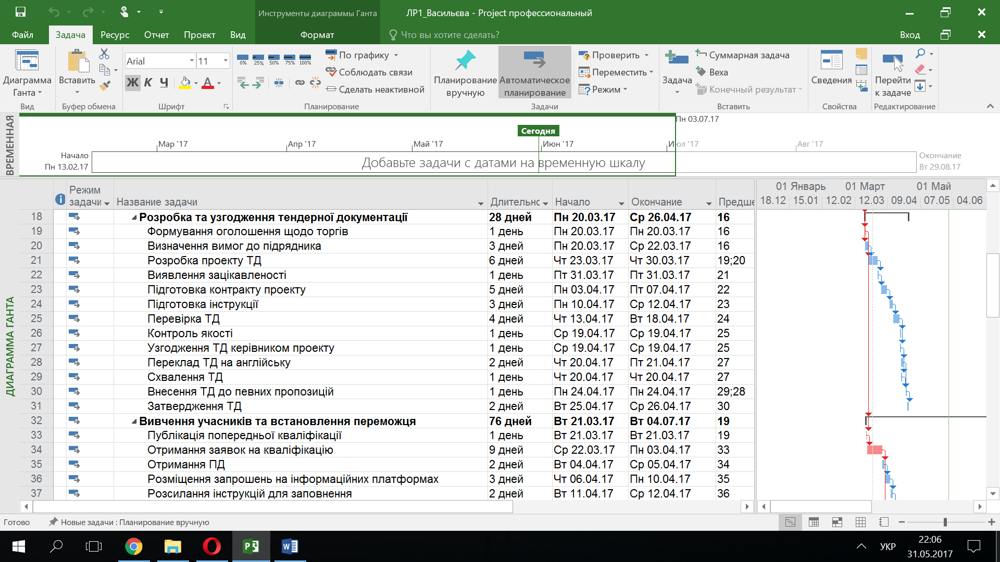 Инструменты диаграммы Ганта
ЛР1_Васильєва - Project профессиональный
Файл Задача Ресурс Отчет Проект Вид Формат Что вы хотите сделать? Вход
Диаграмма Ганта
Вид
Вставить
Буфер обмена
Arial 11
Ж К Ч А
Шрифт
0% 25% 50% 75% 100%
По графику
Соблюдать связи
Сделать неактивной
Планирование
Планирование вручную
Автоматическое планирование
Проверить
Переместить
Режим
Задачи
Задача
Суммарная задача
Веха
Конечный результат
Вставить
Сведения
Свойства
Перейти к задаче
Редактирование
ВРЕМЕННАЯ
Пн 03.07.17
Сегодня
Мар '17 Апр '17 Май '17 Июн '17 Июл '17 Авг '17
Начало
Пн 13.02.17
Добавьте задачи с датами на временную шкалу
Окончание
Вт 29.08.17
ДИАГРАММА ГАНТА
Режим задачи Название задачи Длительнс Начало Окончание Предше
01 Январь 01 Март 01 Май
18.12 15.01 12.02 12.03 09.04 07.05 04.06
18 Розробка та узгодження тендерної документації 28 дней Пн 20.03.17 Ср 26.04.17 16
19 Формування оголошення щодо торгів 1 день Пн 20.03.17 Пн 20.03.17 16
20 Визначення вимог до підрядника 3 дней Пн 20.03.17 Ср 22.03.17 16
21 Розробка проекту ТД 6 дней Чт 23.03.17 Чт 30.03.17 19;20
22 Виявлення зацікавленості 1 день Пт 31.03.17 Пт 31.03.17 21
23 Підготовка контракту проекту 5 дней Пн 03.04.17 Пт 07.04.17 22
24 Підготовка інструкції 3 дней Пн 10.04.17 Ср 12.04.17 23
25 Перевірка ТД 4 дней Чт 13.04.17 Вт 18.04.17 24
26 Контроль якості 1 день Ср 19.04.17 Ср 19.04.17 25
27 Узгодження ТД керівником проекту 1 день Ср 19.04.17 Ср 19.04.17 25
28 Переклад ТД на англійську 2 дней Чт 20.04.17 Пт 21.04.17 27
29 Схвалення ТД 1 день Чт 20.04.17 Чт 20.04.17 27
30 Внесення ТД до певних пропозицій 1 день Пн 24.04.17 Пн 24.04.17 29;28
31 Затвердження ТД 2 дней Вт 25.04.17 Ср 26.04.17 30
32 Вивчення учасників та встановлення переможця 76 дней Вт 21.03.17 Вт 04.07.17 19
33 Публікація попередньої кваліфікації 1 день Вт 21.03.17 Вт 21.03.17 19
34 Отримання заявок на кваліфікацію 9 дней Ср 22.03.17 Пн 03.04.17 33
35 Отримання ПД 2 дней Вт 04.04.17 Ср 05.04.17 34
36 Розміщення запрошень на інформаційних платформах 3 дней Чт 06.04.17 Пн 10.04.17 35
37 Розсилання інструкцій для заповнення 2 дней Вт 11.04.17 Ср 12.04.17 36
Готово Новые задачи : Планирование вручную
УКР
22:06
31.05.2017